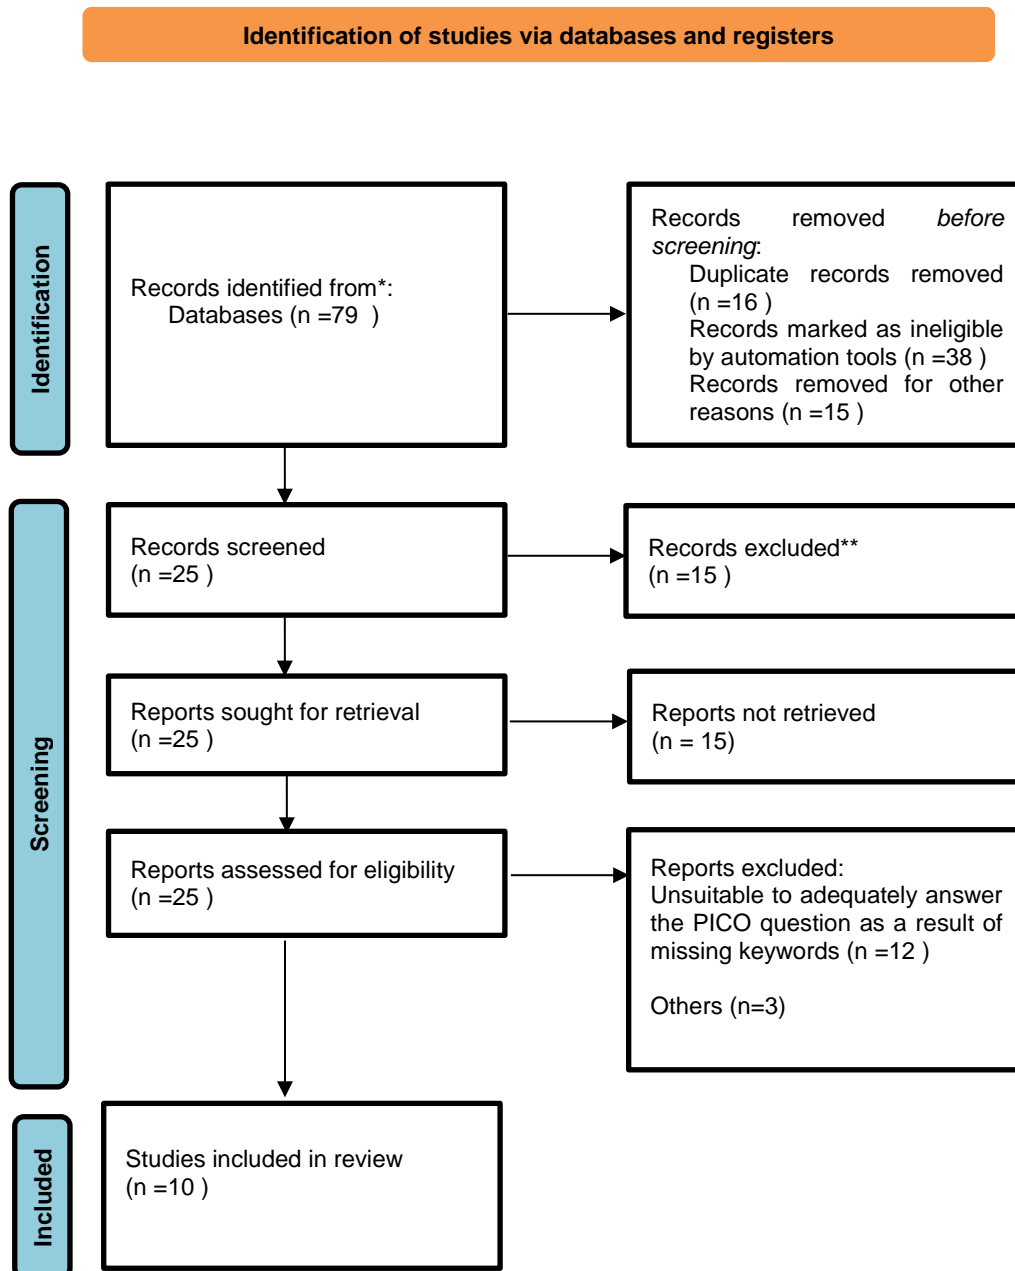 Identification of studies via databases and registers
Identification
Records identified from*:
Databases (n =79  )
Records removed before
screening:
Duplicate records removed
(n =16 )
Records marked as ineligible
by automation tools (n =38 )
Records removed for other
reasons (n =15 )
Screening
Records screened
(n =25 )
Records excluded**
(n =15 )
Reports sought for retrieval
(n =25 )
Reports not retrieved
(n = 15)
Reports assessed for eligibility
(n =25 )
Reports excluded:
Unsuitable to adequately answer
the PICO question as a result of
missing keywords (n =12 )
Others (n=3)
Included
Studies included in review
(n =10 )